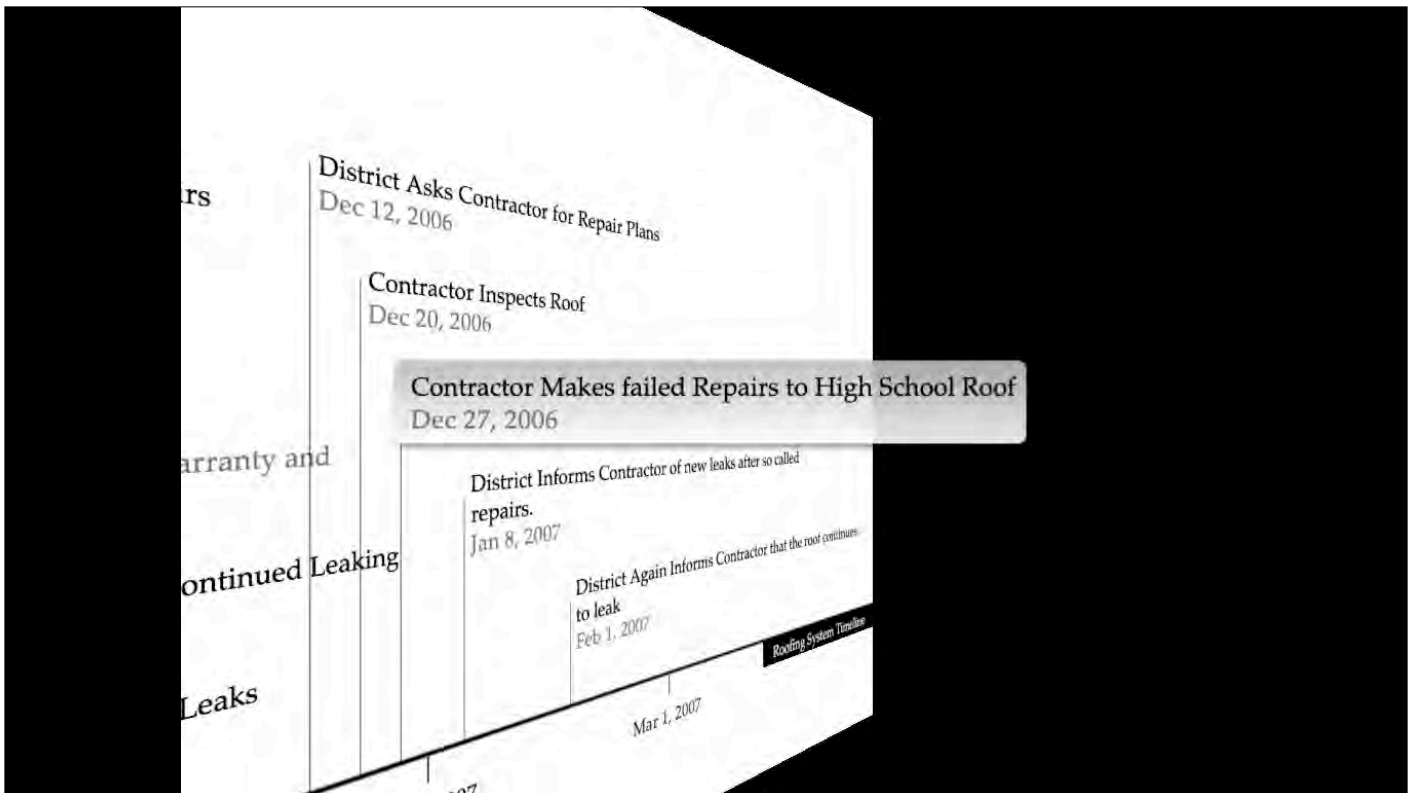 irs
District Asks Contractor for Repair Plans
Dec 12, 2006
Contractor Inspects Roof
Dec 20, 2006
Contractor Makes failed Repairs to High School Roof
Dec 27, 2006
arranty and
District Informs Contractor of new leaks after so called
repairs.
Jan 8, 2007
ontinued Leaking
District Again Informs Contractor that the root continues
to leak
Feb 1, 2007
Roofing System Timeline
Leaks
Mar 1, 2007